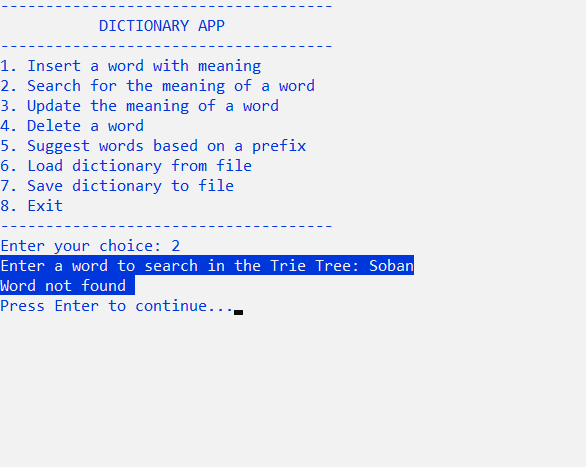 -------------------------------------
DICTIONARY APP
-------------------------------------
1. Insert a word with meaning
2. Search for the meaning of a word
3. Update the meaning of a word
4. Delete a word
5. Suggest words based on a prefix
6. Load dictionary from file
7. Save dictionary to file
8. Exit
-------------------------------------
Enter your choice: 2
Enter a word to search in the Trie Tree: Soban
Word not found
Press Enter to continue...